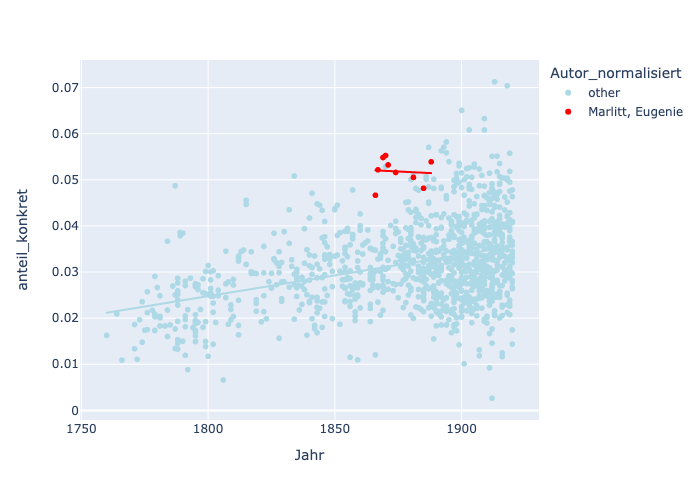 Autor_normalisiert
other
Marlitt, Eugenie
anteil_konkret
0.07
0.06
0.05
0.04
0.03
0.02
0.01
0
1750
1800
1850
1900
Jahr